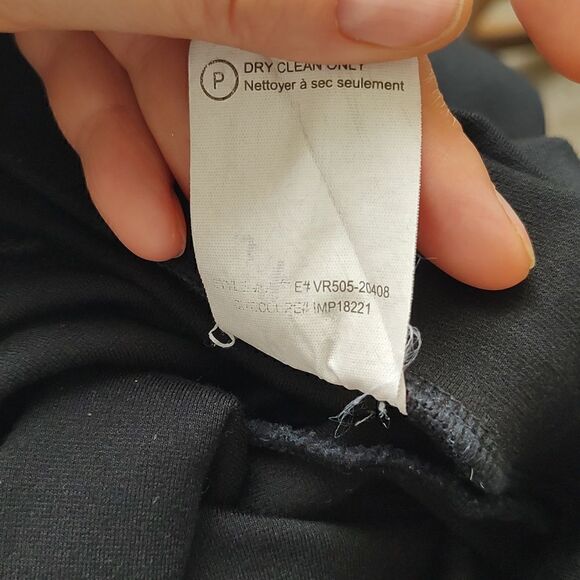 P
DRY CLEAN ONLY
Nettoyer à sec seulement
E# VR505-20408
IMP18221